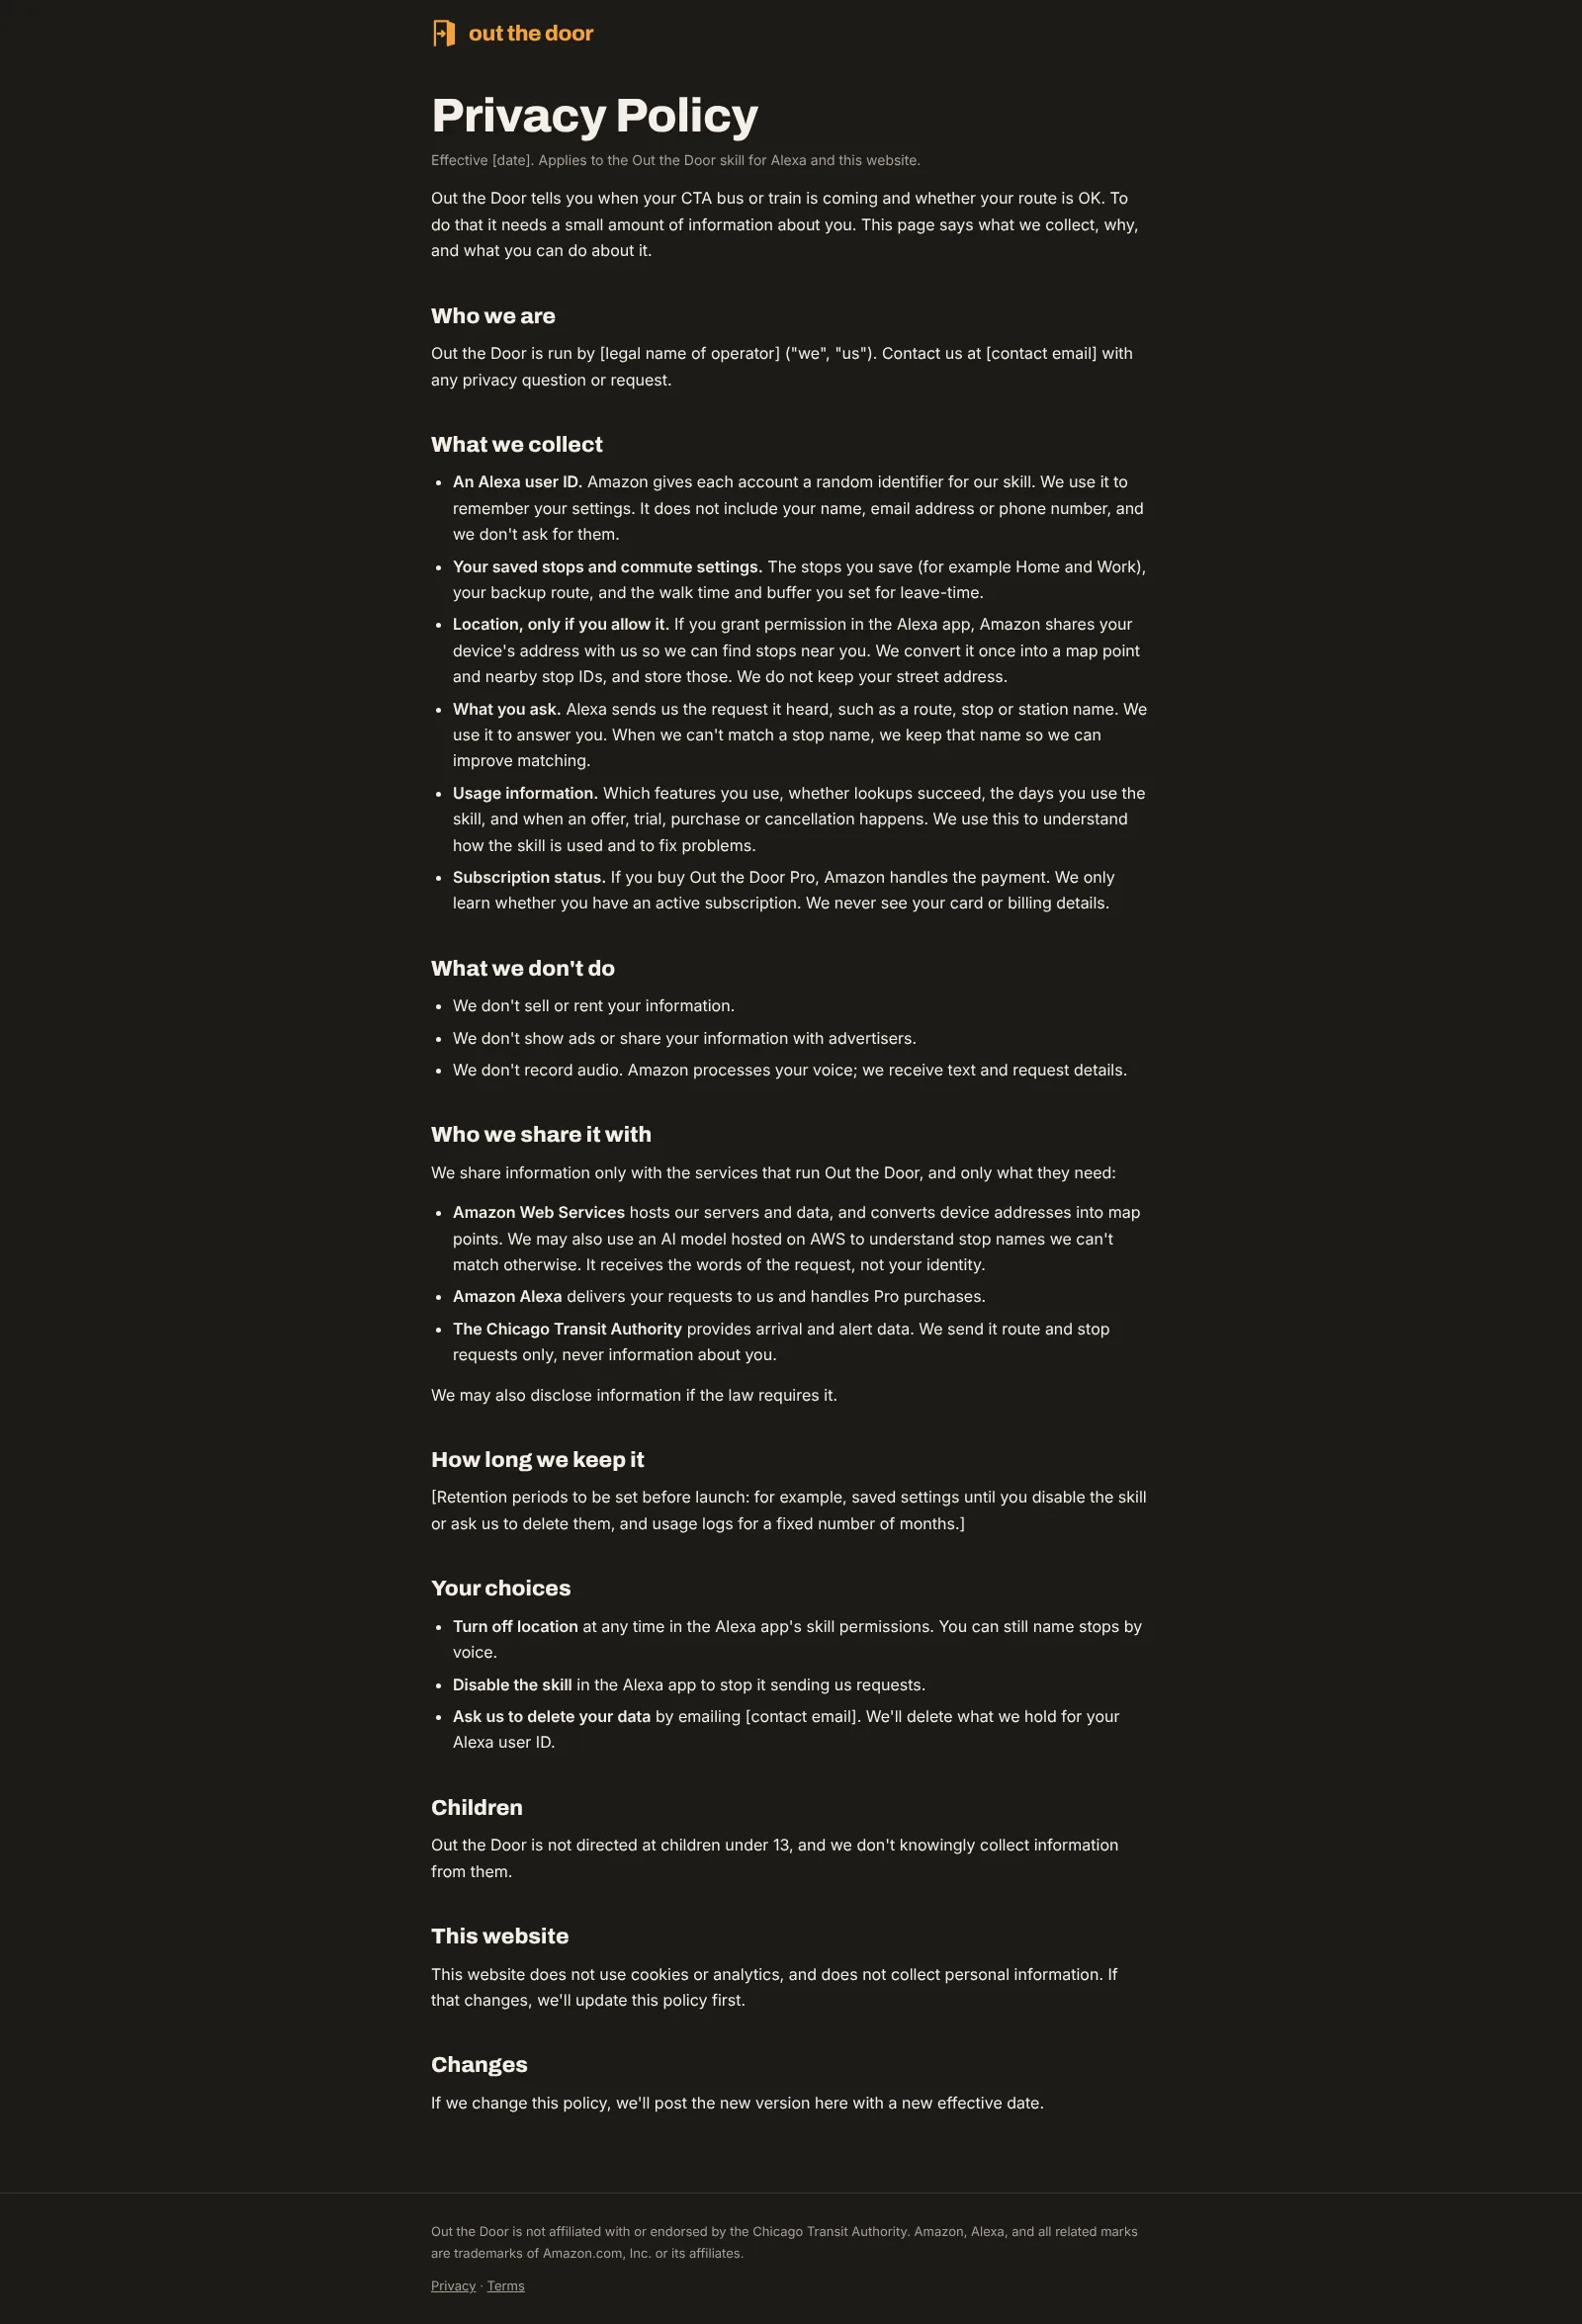 out the door
Privacy Policy
Effective [date]. Applies to the Out the Door skill for Alexa and this website.
Out the Door tells you when your CTA bus or train is coming and whether your route is OK. To
do that it needs a small amount of information about you. This page says what we collect, why,
and what you can do about it.
Who we are
Out the Door is run by [legal name of operator] ("we", "us"). Contact us at [contact email] with
any privacy question or request.
What we collect
• An Alexa user ID. Amazon gives each account a random identifier for our skill. We use it to
remember your settings. It does not include your name, email address or phone number, and
we don't ask for them.
• Your saved stops and commute settings. The stops you save (for example Home and Work),
your backup route, and the walk time and buffer you set for leave-time.
• Location, only if you allow it. If you grant permission in the Alexa app, Amazon shares your
device's address with us so we can find stops near you. We convert it once into a map point
and nearby stop IDs, and store those. We do not keep your street address.
• What you ask. Alexa sends us the request it heard, such as a route, stop or station name. We
use it to answer you. When we can't match a stop name, we keep that name so we can
improve matching.
• Usage information. Which features you use, whether lookups succeed, the days you use the
skill, and when an offer, trial, purchase or cancellation happens. We use this to understand
how the skill is used and to fix problems.
• Subscription status. If you buy Out the Door Pro, Amazon handles the payment. We only
learn whether you have an active subscription. We never see your card or billing details.
What we don't do
• We don't sell or rent your information.
• We don't show ads or share your information with advertisers.
• We don't record audio. Amazon processes your voice; we receive text and request details.
Who we share it with
We share information only with the services that run Out the Door, and only what they need:
• Amazon Web Services hosts our servers and data, and converts device addresses into map
points. We may also use an AI model hosted on AWS to understand stop names we can't
match otherwise. It receives the words of the request, not your identity.
• Amazon Alexa delivers your requests to us and handles Pro purchases.
• The Chicago Transit Authority provides arrival and alert data. We send it route and stop
requests only, never information about you.
We may also disclose information if the law requires it.
How long we keep it
[Retention periods to be set before launch: for example, saved settings until you disable the skill
or ask us to delete them, and usage logs for a fixed number of months.]
Your choices
• Turn off location at any time in the Alexa app's skill permissions. You can still name stops by
voice.
• Disable the skill in the Alexa app to stop it sending us requests.
• Ask us to delete your data by emailing [contact email]. We'll delete what we hold for your
Alexa user ID.
Children
Out the Door is not directed at children under 13, and we don't knowingly collect information
from them.
This website
This website does not use cookies or analytics, and does not collect personal information. If
that changes, we'll update this policy first.
Changes
If we change this policy, we'll post the new version here with a new effective date.
Out the Door is not affiliated with or endorsed by the Chicago Transit Authority. Amazon, Alexa, and all related marks
are trademarks of Amazon.com, Inc. or its affiliates.
Privacy · Terms